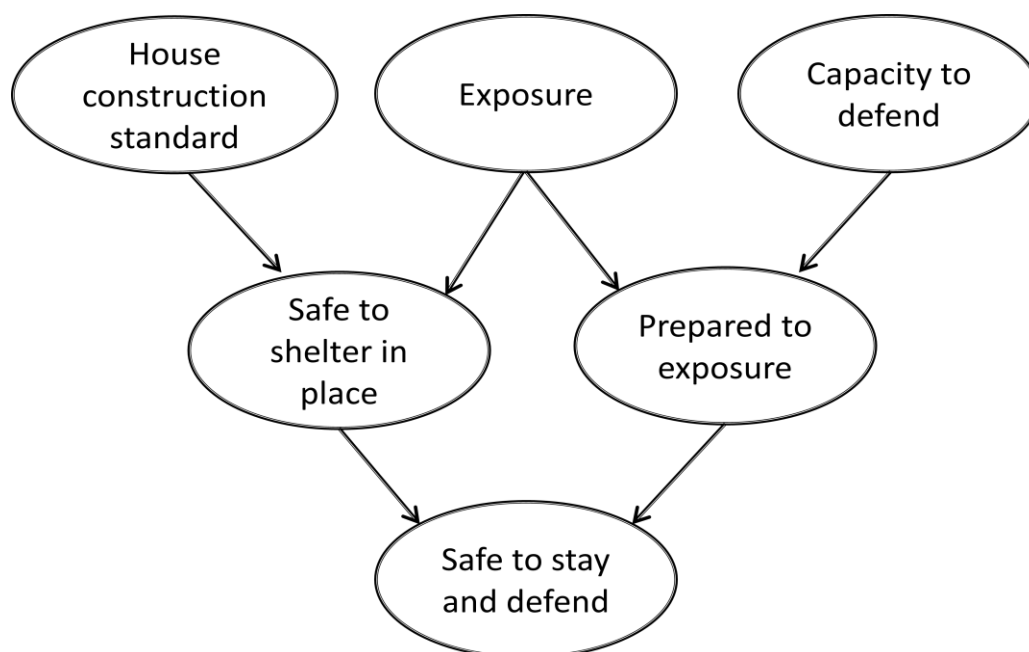 House
construction
standard
Exposure
Capacity to
defend
Safe to
shelter in
place
Prepared to
exposure
Safe to stay
and defend